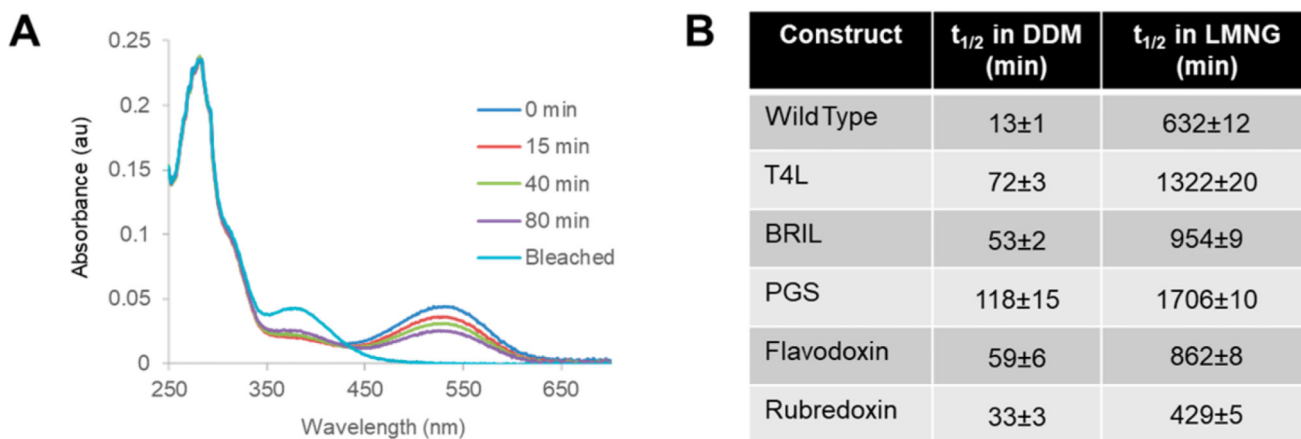 A
Absorbance (au)
0.25
0.2
0.15
0.1
0.05
0
250
350
450
550
650
Wavelength (nm)
0 min
15 min
40 min
80 min
Bleached
B
Construct t1/2 in DDM (min) t1/2 in LMNG (min)
Wild Type 13±1 632±12
T4L 72±3 1322±20
BRIL 53±2 954±9
PGS 118±15 1706±10
Flavodoxin 59±6 862±8
Rubredoxin 33±3 429±5